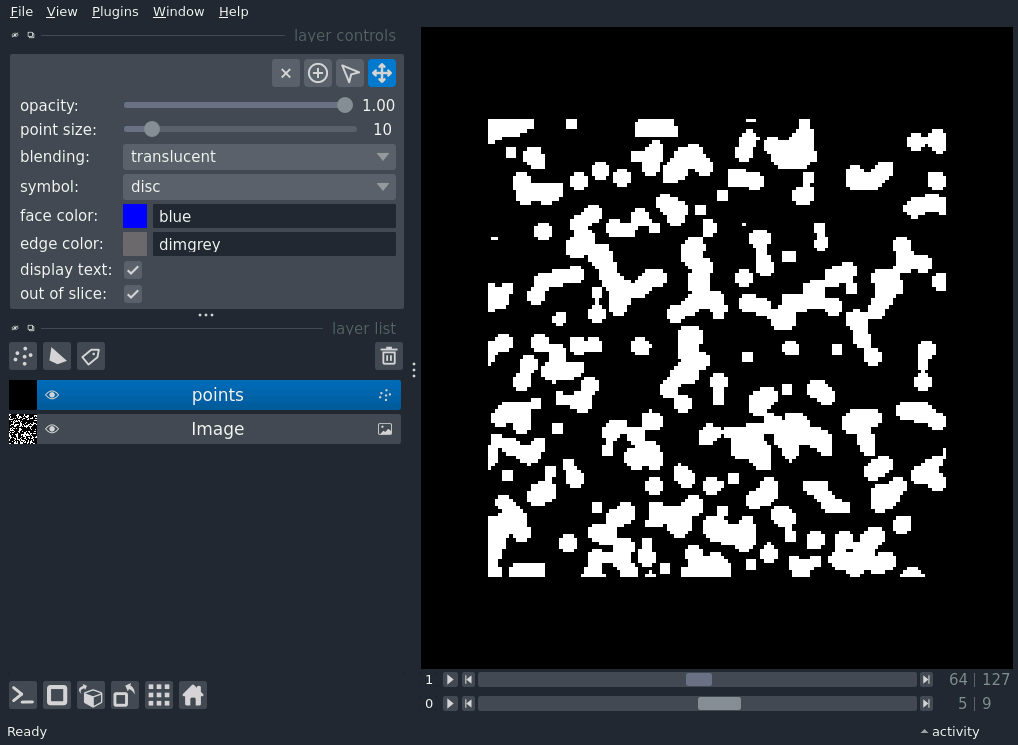 File View Plugins Window Help
layer controls
opacity: 1.00
point size: 10
blending: translucent
symbol: disc
face color: blue
edge color: dimgrey
display text:
out of slice:
layer list
points
Image
1 64 | 127
0 5 | 9
Ready activity